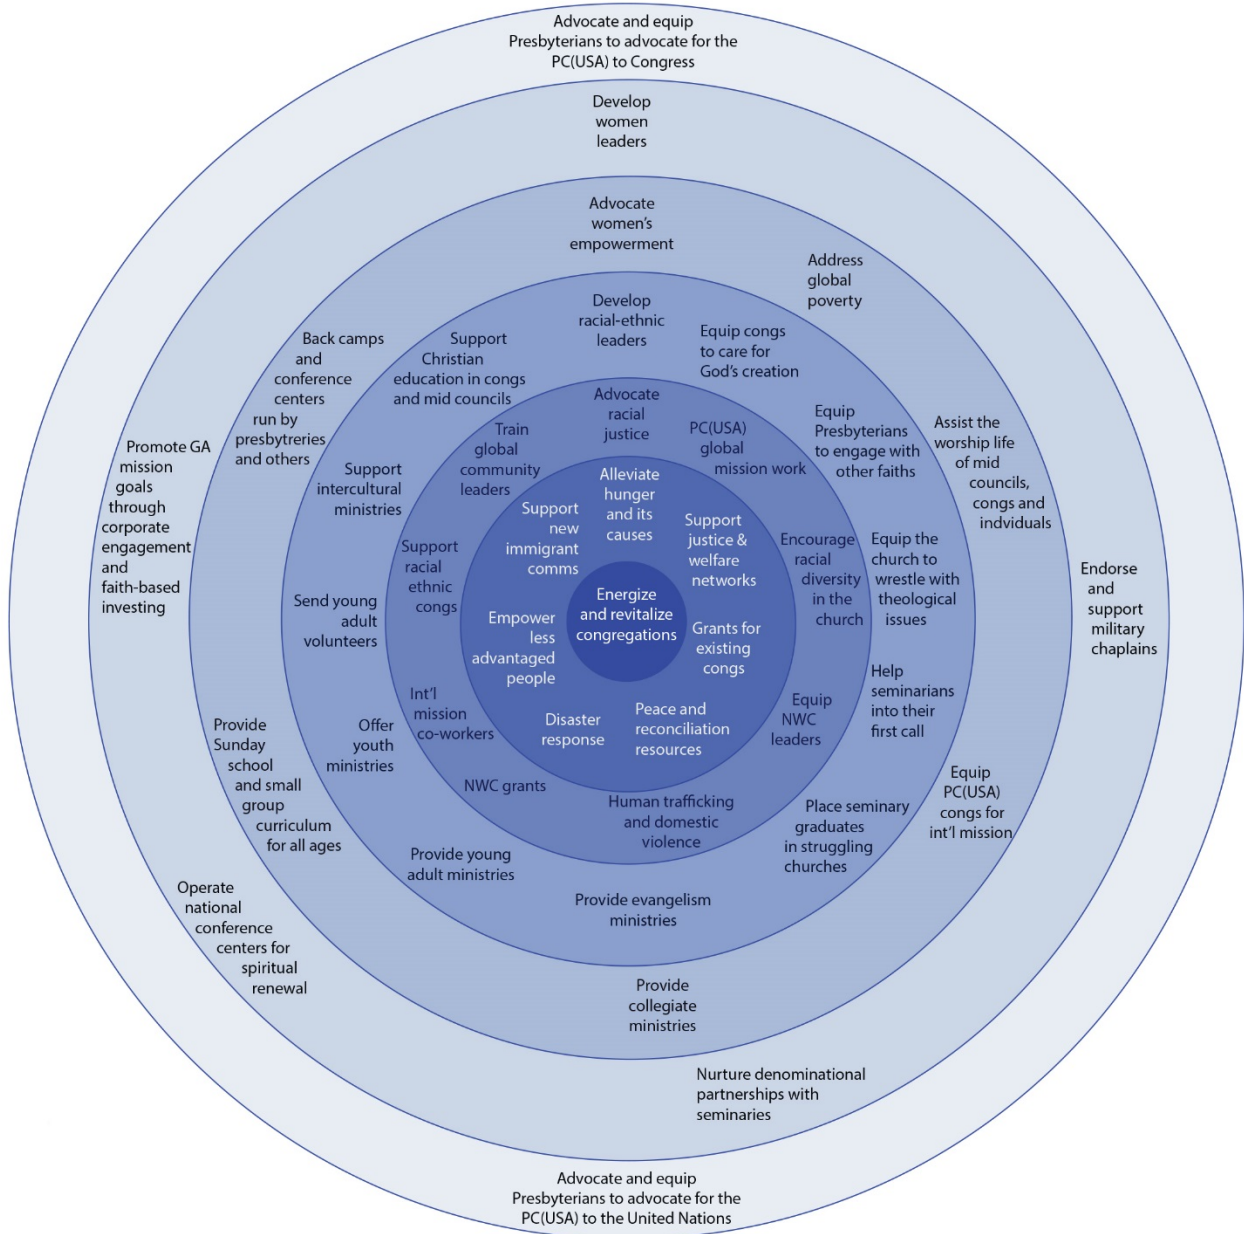 Advocate and equip
Presbyterians to advocate for the
PC(USA) to Congress
Develop
women
leaders
Advocate
women's
empowerment
Address
global
poverty
Develop
racial-ethnic
leaders
Equip congs
to care for
God's creation
Support
Christian
education in congs
and mid councils
Back camps
and
conference
centers
run by
presbytreries
and others
Advocate
racial
justice
PC(USA)
global
mission work
Equip
Presbyterians
to engage with
other faiths
Assist the
worship life
of mid
councils,
congs and
indviduals
Train
global
community
leaders
Promote GA
mission
goals
through
corporate
engagement
and
faith-based
investing
Support
intercultural
ministries
Alleviate
hunger
and its
causes
Support
new
immigrant
comms
Support
justice &
welfare
networks
Encourage
racial
diversity
in the
church
Equip the
church to
wrestle with
theological
issues
Endorse
and
support
military
chaplains
Support
racial
ethnic
congs
Send young
adult
volunteers
Energize
and revitalize
congregations
Empower
less
advantaged
people
Grants for
existing
congs
Help
seminarians
into their
first call
Int'l
mission
co-workers
Disaster
response
Peace and
reconciliation
resources
Equip
NWC
leaders
Offer
youth
ministries
Provide
Sunday
school
and small
group
curriculum
for all ages
NWC grants
Human trafficking
and domestic
violence
Place seminary
graduates
in struggling
churches
Equip
PC(USA)
congs for
int'l mission
Provide young
adult ministries
Provide evangelism
ministries
Operate
national
conference
centers for
spiritual
renewal
Provide
collegiate
ministries
Nurture denominational
partnerships with
seminaries
Advocate and equip
Presbyterians to advocate for the
PC(USA) to the United Nations